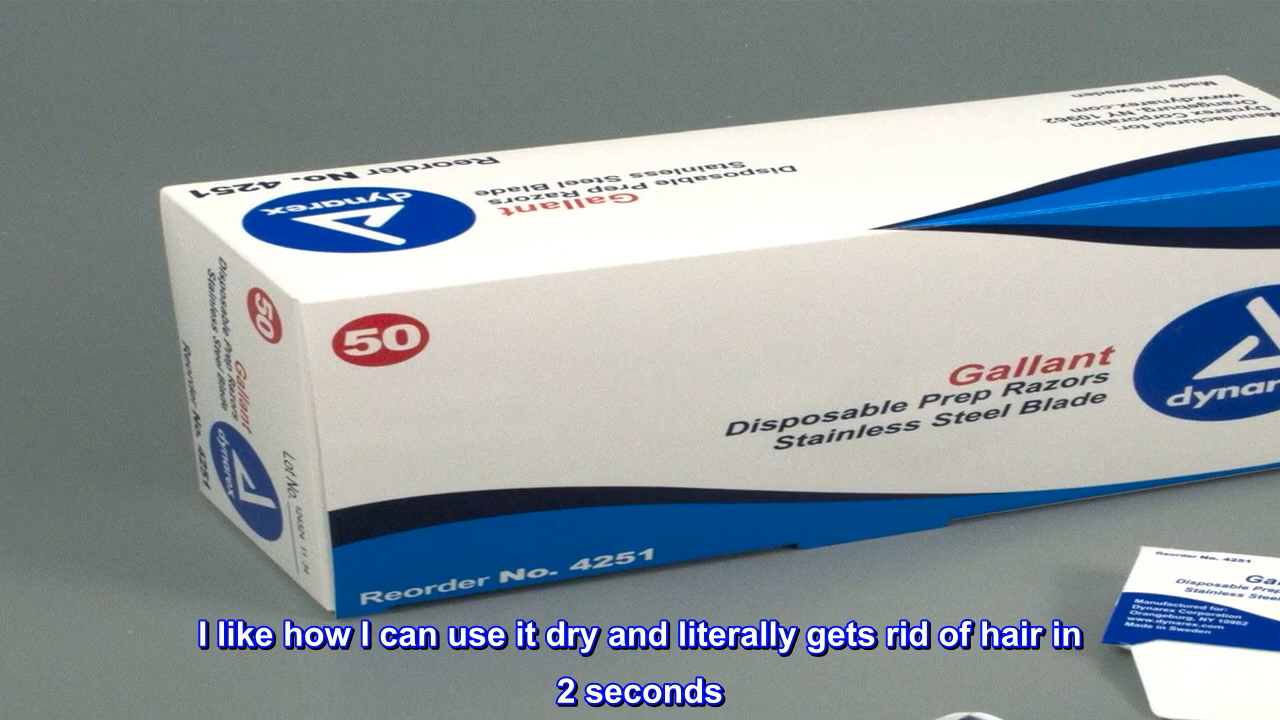 Made in Sweden
www.dynarex.com
Orangeburg, NY 10962
Dynarex Corporation
Manufactured for:
Reorder No. 4251
dynarex
Disposable Prep Razors
Stainless Steel Blade
Gallant
50
Disposable Prep Razors
Stainless Steel Blade
Gallant
Reorder No. 4251
dynarex
Lot No.
50
Gallant
Disposable Prep Razors
Stainless Steel Blade
dynar
Reorder No. 4251
Reorder No. 4251
Disposable Prep
Manufactured for:
Dynarex Corporation
Orangeburg, NY 10962
www.dynarex.com
Made in Sweden
I like how I can use it dry and literally gets rid of hair in
2 seconds